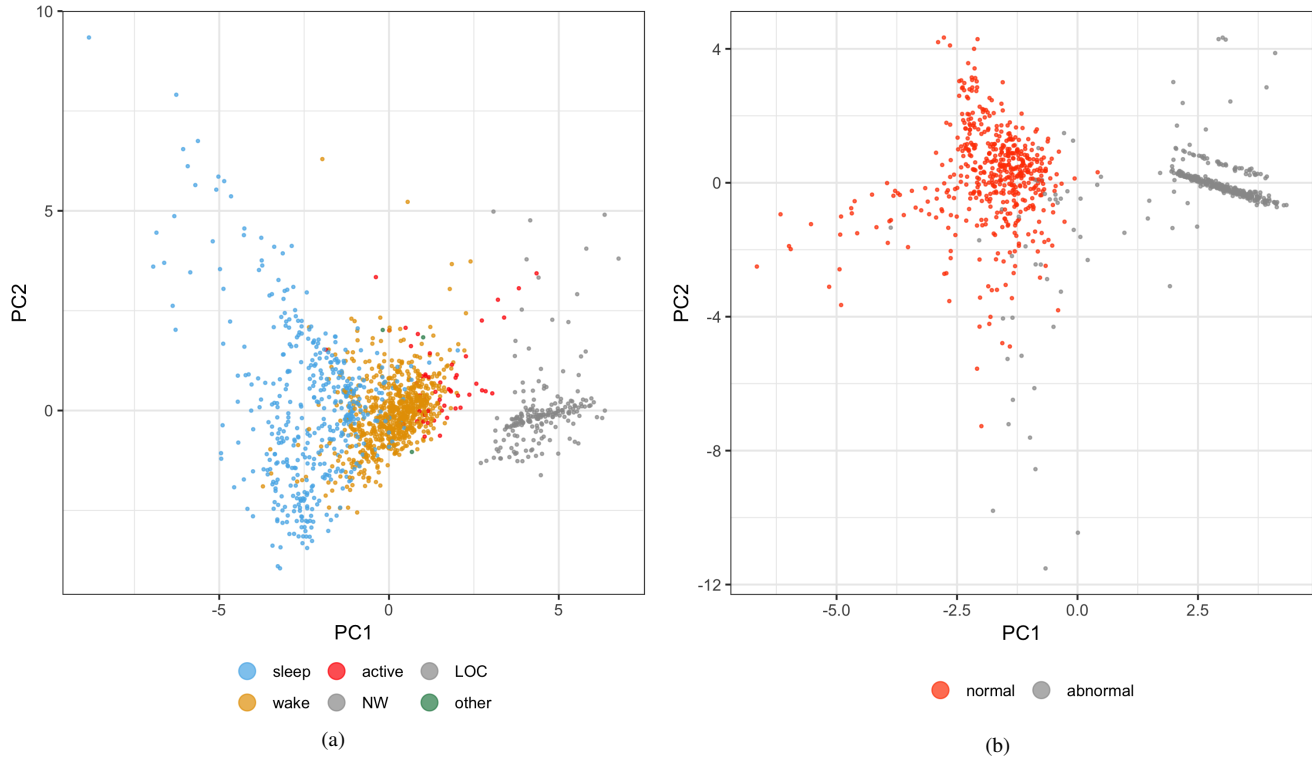 10
5
0
PC2
-5
0
5
PC1
sleep
active
LOC
wake
NW
other
(a)
4
0
-4
-8
-12
PC2
-5.0
-2.5
0.0
2.5
PC1
normal
abnormal
(b)